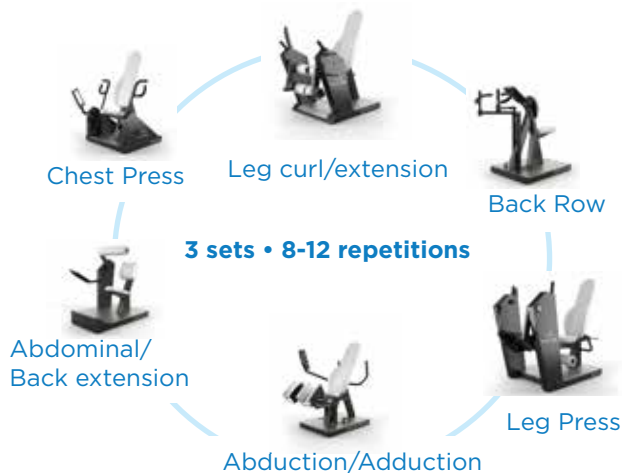 Leg curl/extension
Chest Press
Back Row
3 sets • 8-12 repetitions
Abdominal/
Back extension
Leg Press
Abduction/Adduction